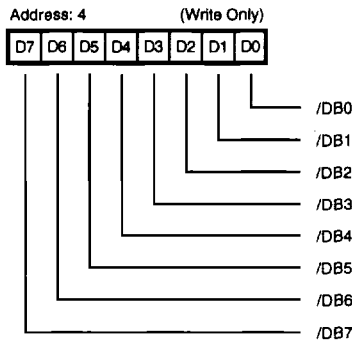 Address: 4 (Write Only)
D7 D6 D5 D4 D3 D2 D1 D0
/DB0
/DB1
/DB2
/DB3
/DB4
/DB5
/DB6
/DB7